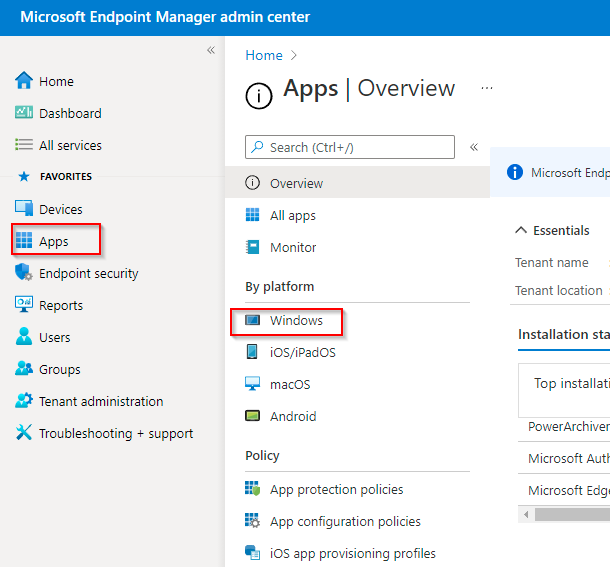 Microsoft Endpoint Manager admin center
«
Home
Dashboard
All services
FAVORITES
Devices
Apps
Endpoint security
Reports
Users
Groups
Tenant administration
Troubleshooting + support
Home >
Apps | Overview ...
Search (Ctrl+/) «
Overview
All apps
Monitor
By platform
Windows
iOS/iPadOS
macOS
Android
Policy
App protection policies
App configuration policies
iOS app provisioning profiles
Microsoft Endp
Essentials
Tenant name :
Tenant location :
Installation sta
Top installati
PowerArchiver
Microsoft Auth
Microsoft Edge